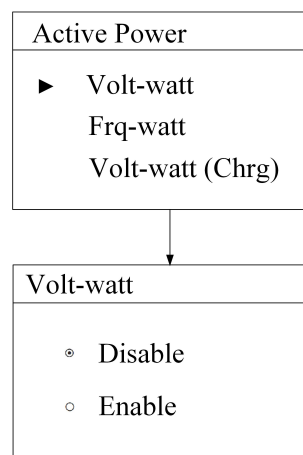 Active Power
Volt-watt
Frq-watt
Volt-watt (Chrg)
Volt-watt
Disable
Enable